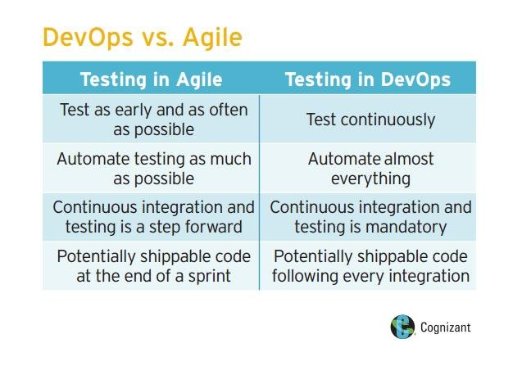 DevOps vs. Agile
Testing in Agile
Testing in DevOps
Test as early and as often
as possible
Test continuously
Automate testing as much
as possible
Automate almost
everything
Continuous integration and
testing is a step forward
Continuous integration and
testing is mandatory
Potentially shippable code
at the end of a sprint
Potentially shippable code
following every integration
Cognizant